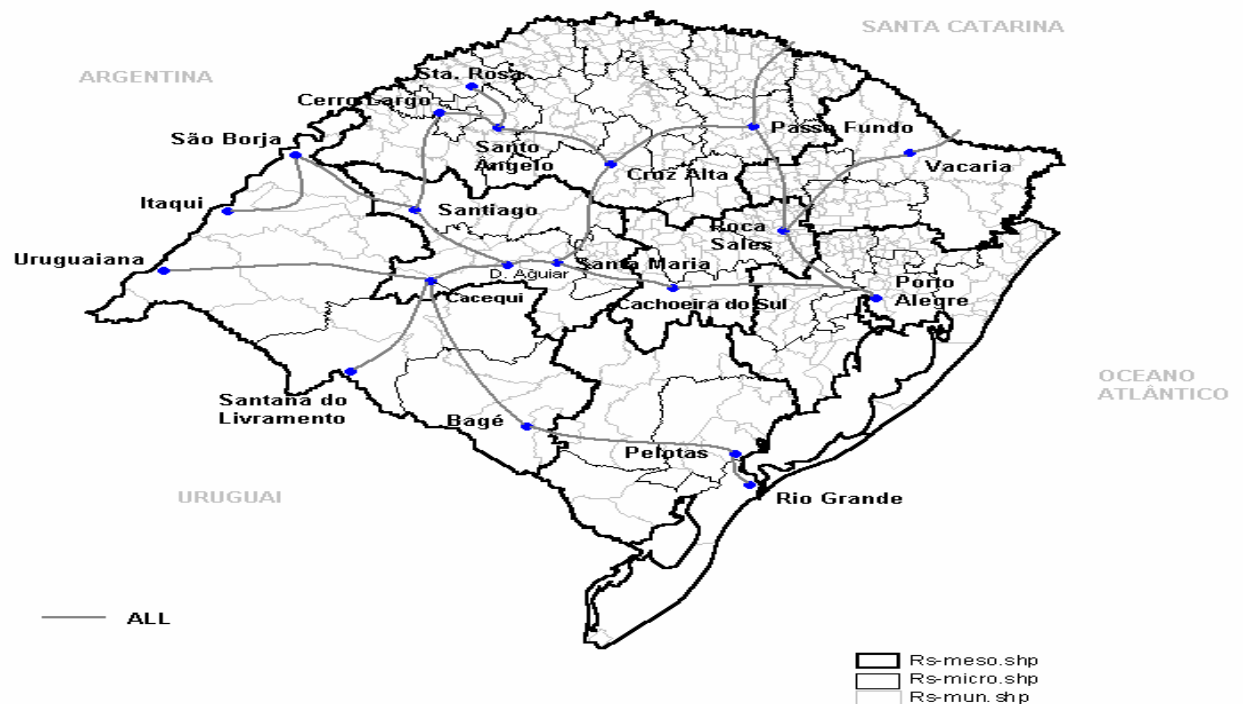 SANTA CATARINA
ARGENTINA
Sta. Rosa
Cerro Largo
São Borja
Passo Fundo
Santo
Ângelo
Cruz Alta
Vacaria
Itaqui
Santiago
Roca
Sales
Uruguaiana
D. Aguiar
Santa Maria
Porto
Alegre
Cacequi
Cachoeira do Sul
OCEANO
ATLÂNTICO
Santana do
Livramento
Bagé
Pelotas
URUGUAI
Rio Grande
ALL
Rs-meso.shp
Rs-micro.shp
Rs-mun.shp